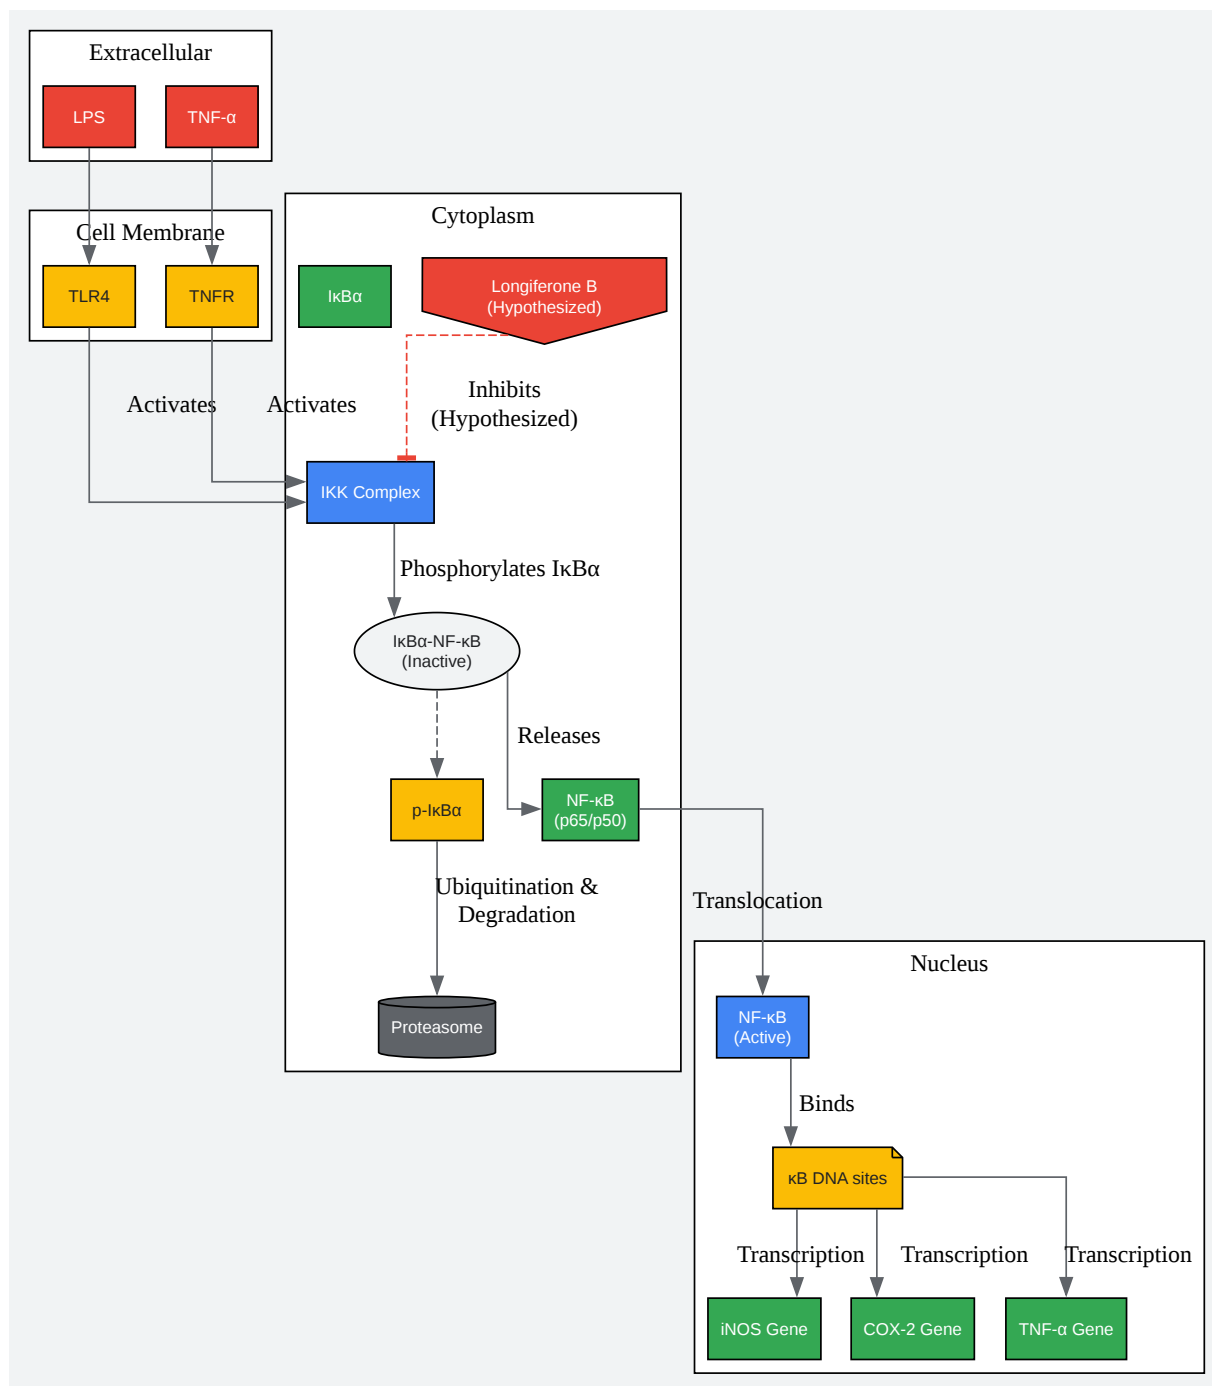 Extracellular
LPS
TNF-α
Cell Membrane
TLR4
TNFR
Cytoplasm
IκBα
Longiferone B
(Hypothesized)
Activates
Activates
Inhibits
(Hypothesized)
IKK Complex
Phosphorylates IκBα
IκBα-NF-κB
(Inactive)
Releases
p-IκBα
NF-κB
(p65/p50)
Ubiquitination &
Degradation
Translocation
Proteasome
Nucleus
NF-κB
(Active)
Binds
κB DNA sites
Transcription
Transcription
Transcription
iNOS Gene
COX-2 Gene
TNF-α Gene